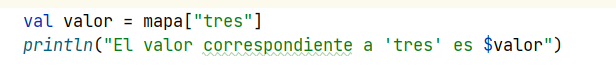 val valor = mapa["tres"]
println("El valor correspondiente a 'tres' es $valor")